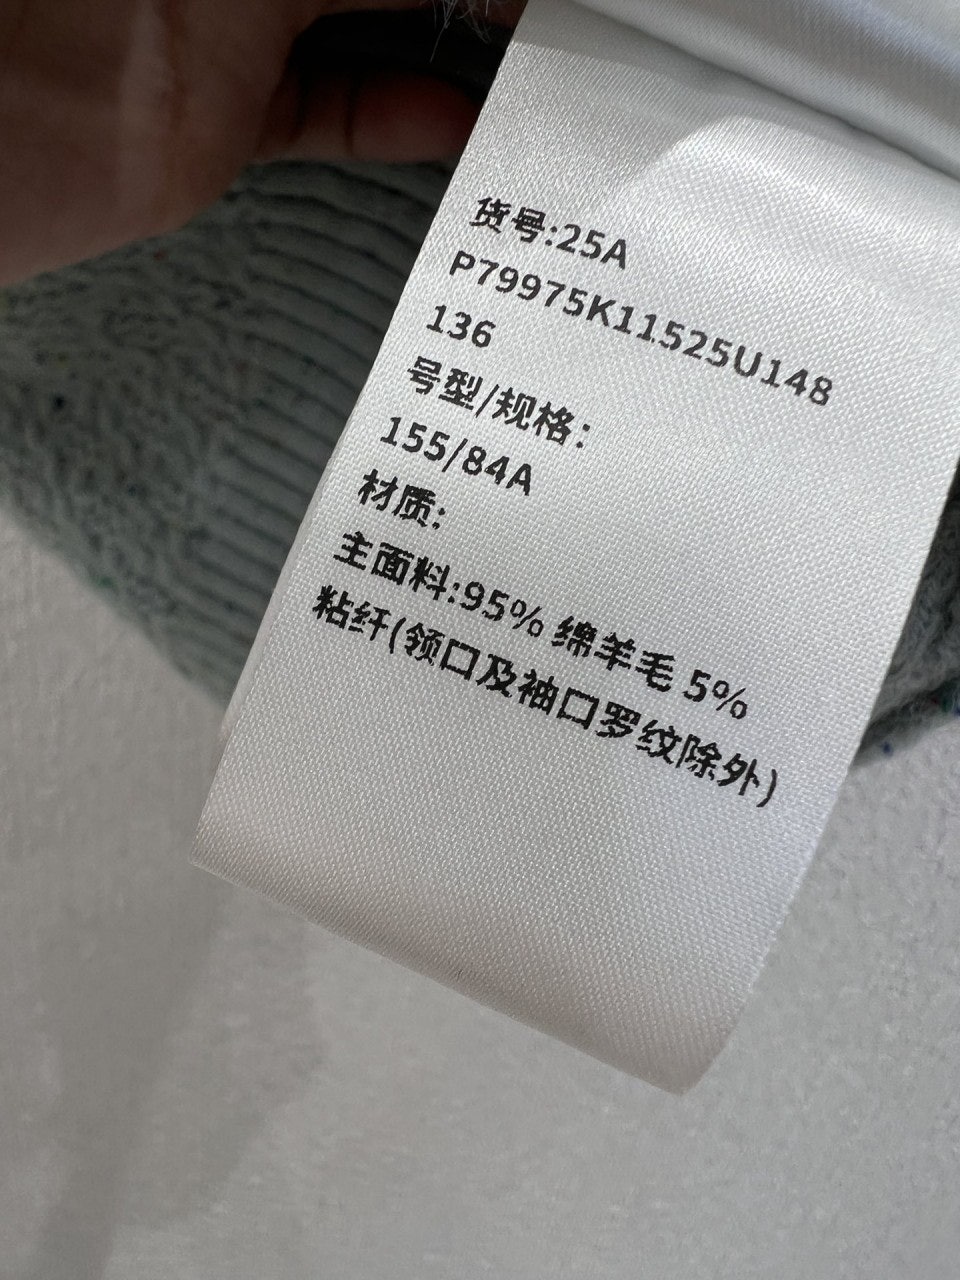 货号:25A
P79975K11525U148
136
号型/规格:
155/84A
材质:
主面料:95% 绵羊毛 5%
粘纤(领口及袖口罗纹除外)